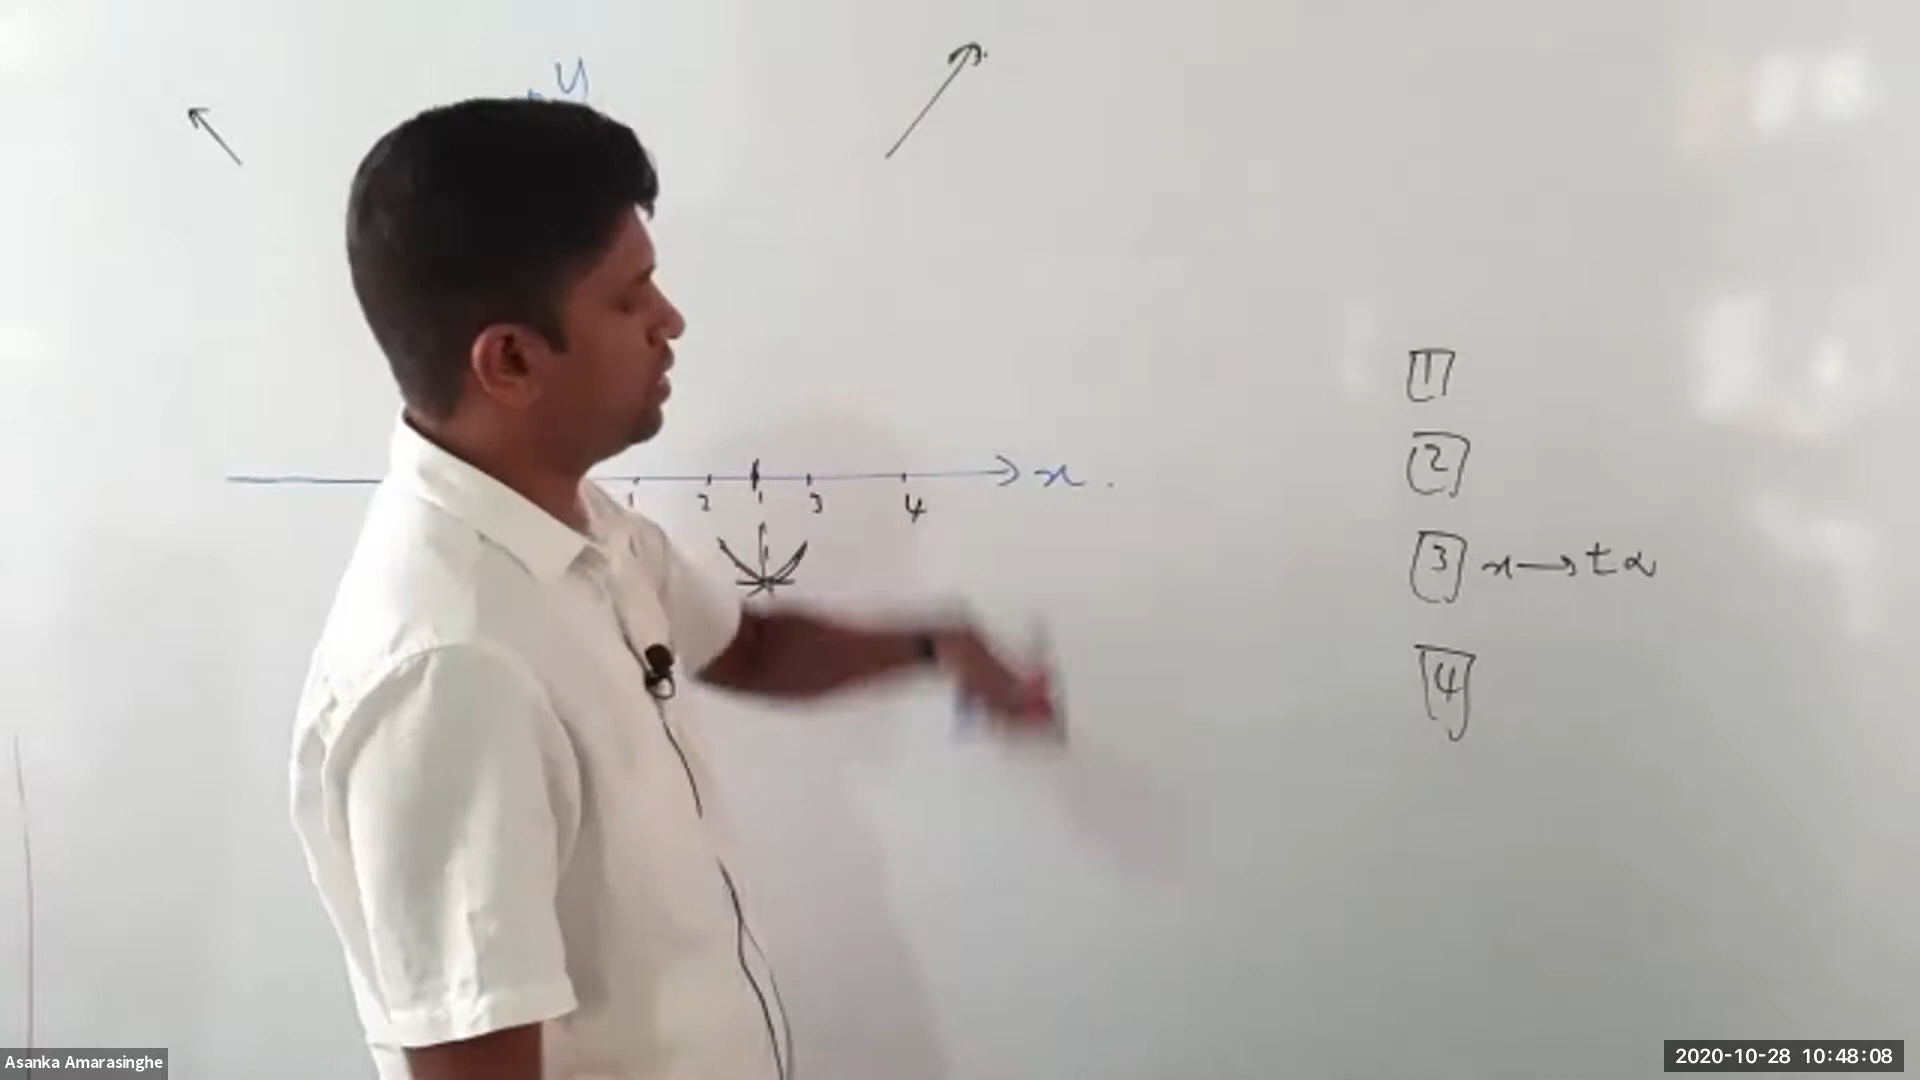 y
1 2 3 4 x
1
2
3 x → t α
4
Asanka Amarasinghe
2020-10-28 10:48:08